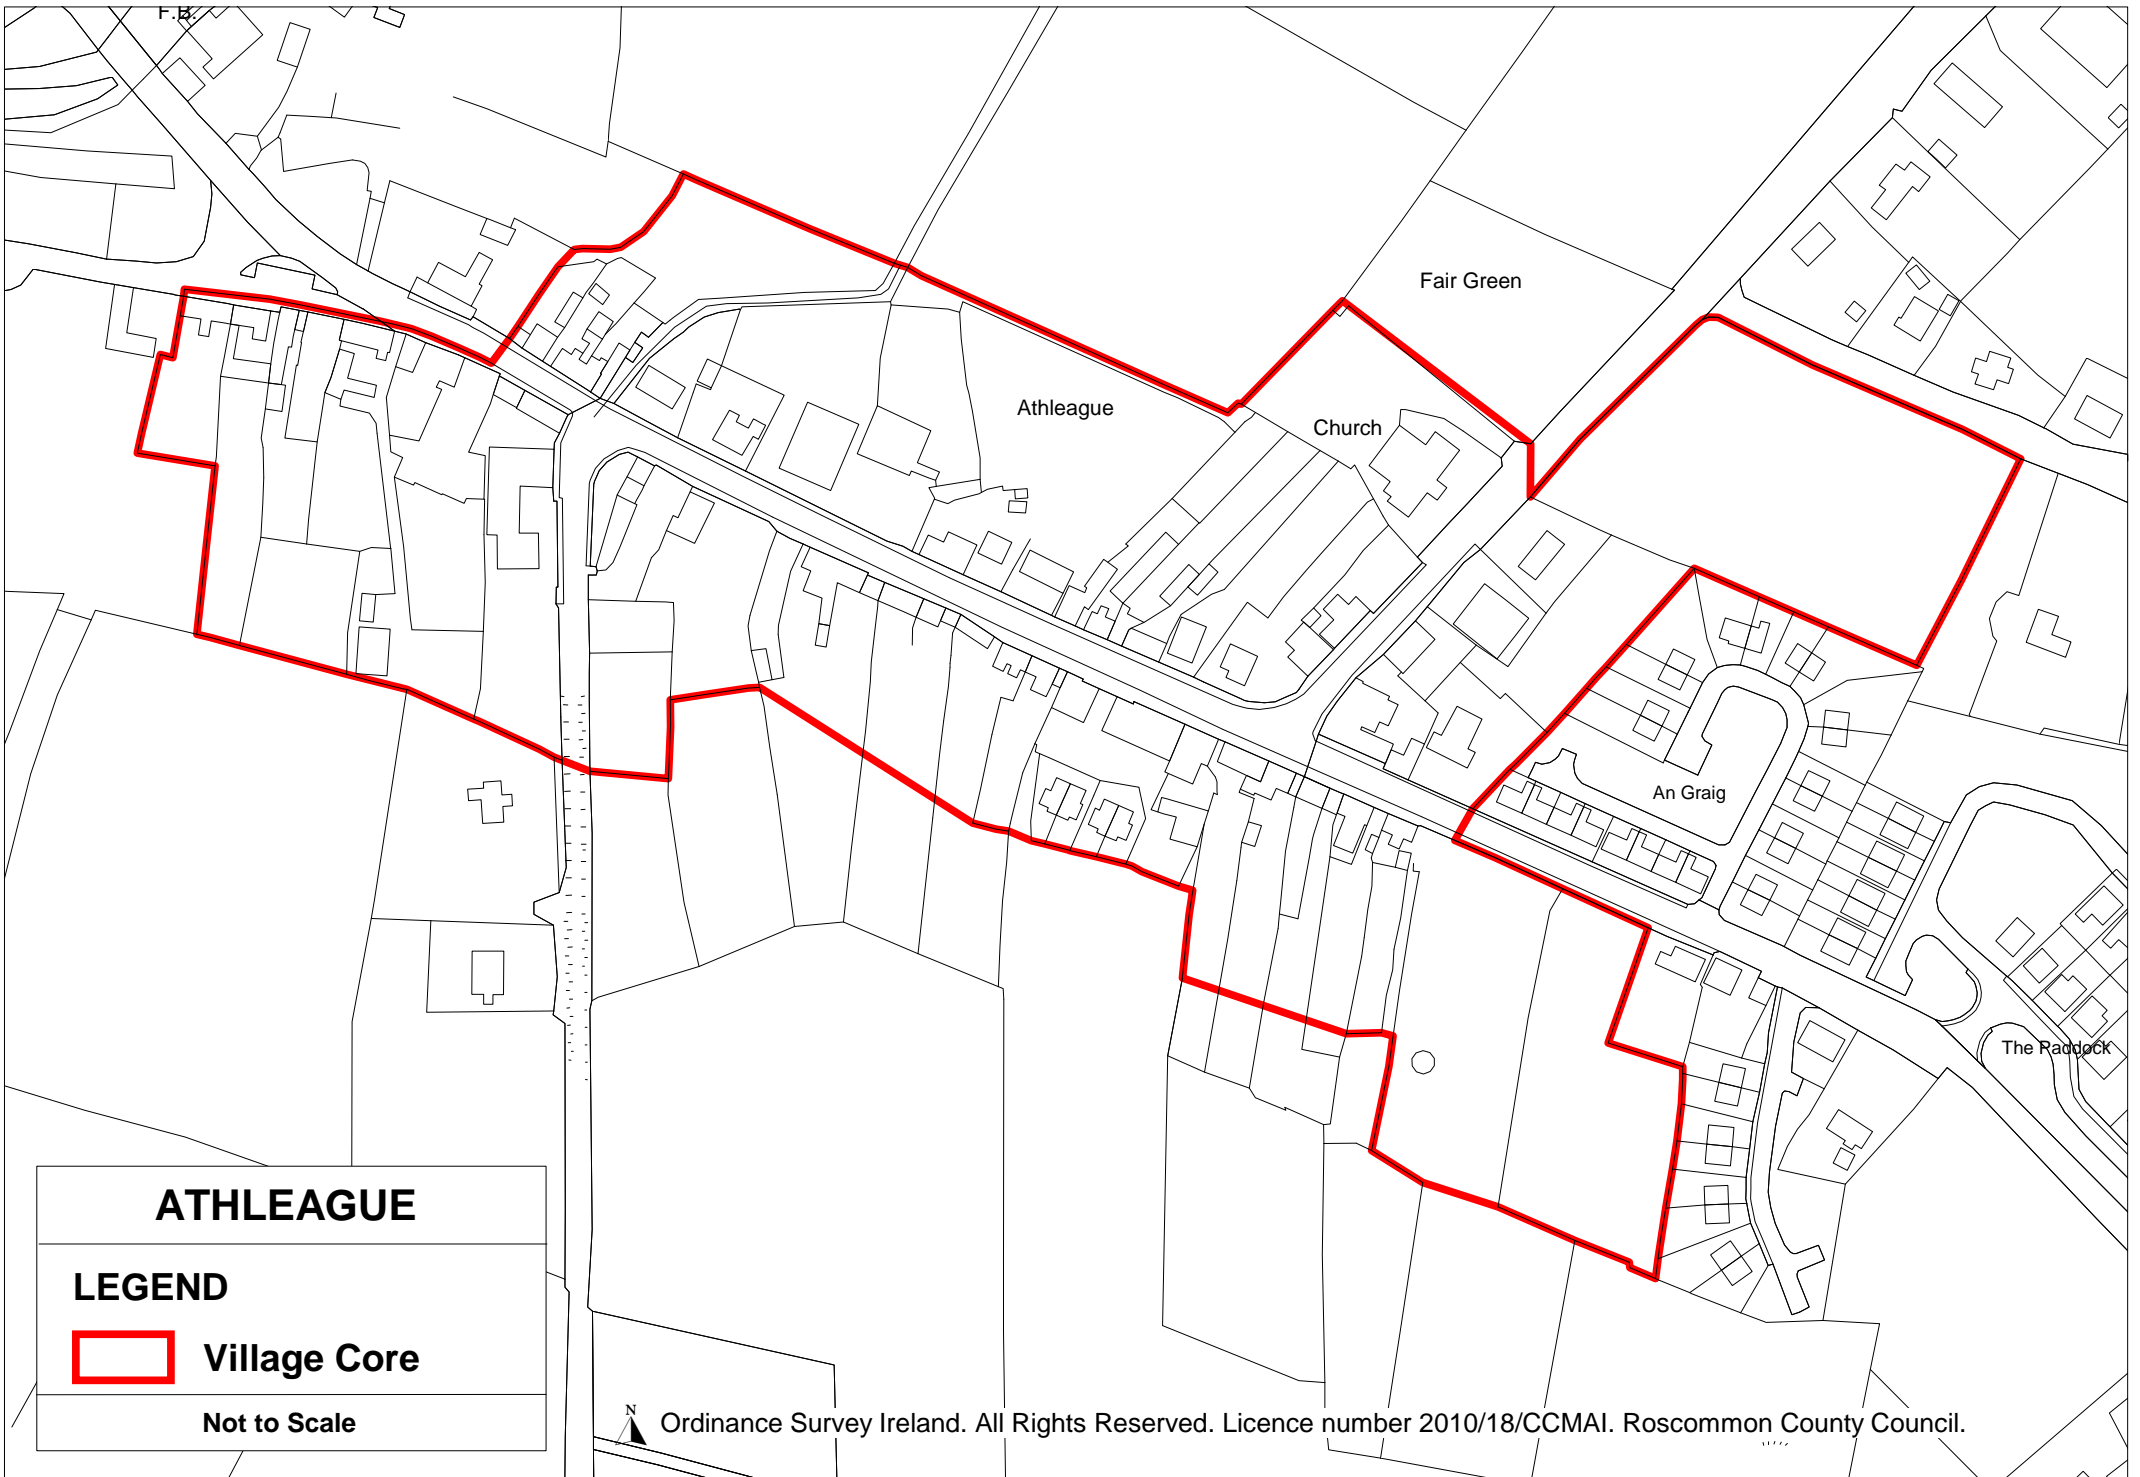 F.B.
Fair Green
Athleague
Church
An Graig
The Paddock
ATHLEAGUE
LEGEND
Village Core
Not to Scale
N
Ordinance Survey Ireland. All Rights Reserved. Licence number 2010/18/CCMAI. Roscommon County Council.